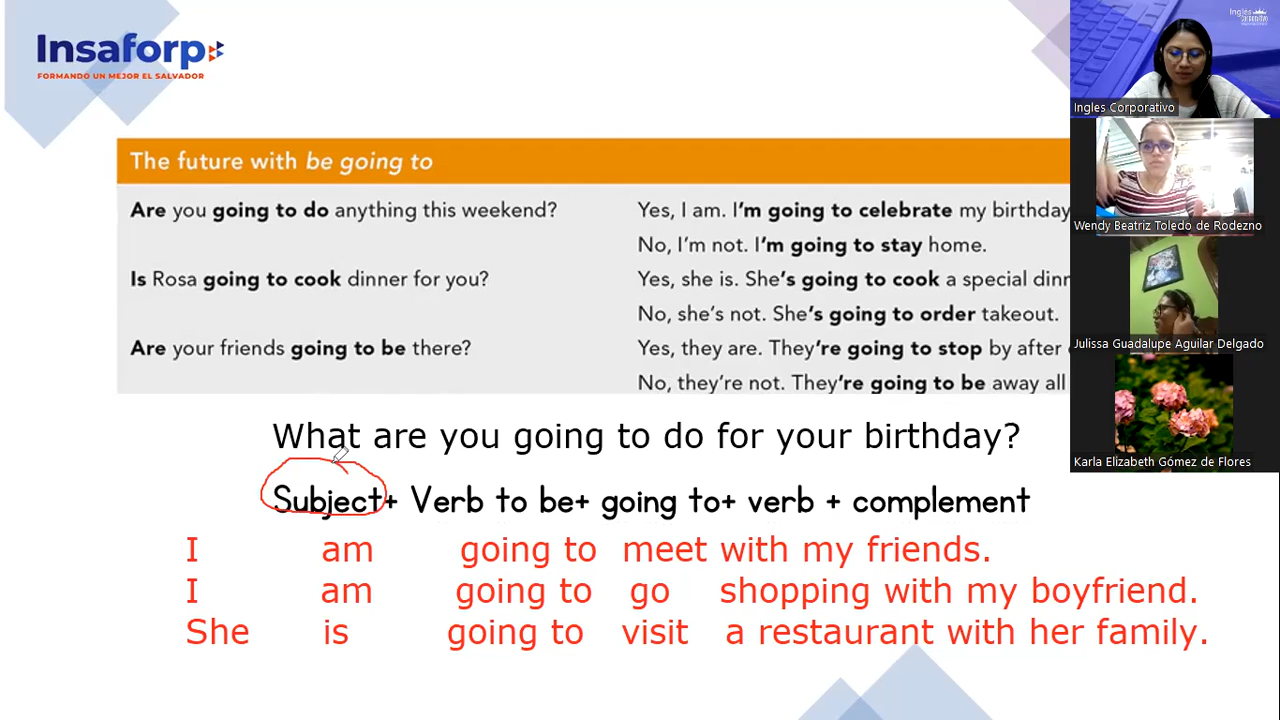 Insaforp
FORMANDO UN MEJOR EL SALVADOR
The future with be going to
Are you going to do anything this weekend?
Yes, I am. I'm going to celebrate my birthday
No, I'm not. I'm going to stay home.
Is Rosa going to cook dinner for you?
Yes, she is. She's going to cook a special
No, she's not. She's going to order takeout.
Are your friends going to be there?
Yes, they are. They're going to stop by after
No, they're not. They're going to be away all
What are you going to do for your birthday?
Subject+ Verb to be+ going to+ verb + complement
I am going to meet with my friends.
I am going to go shopping with my boyfriend.
She is going to visit a restaurant with her family.
Ingles Corporativo
Wendy Beatriz Toledo de Rodezno
Julissa Guadalupe Aguilar Delgado
Karla Elizabeth Gómez de Flores